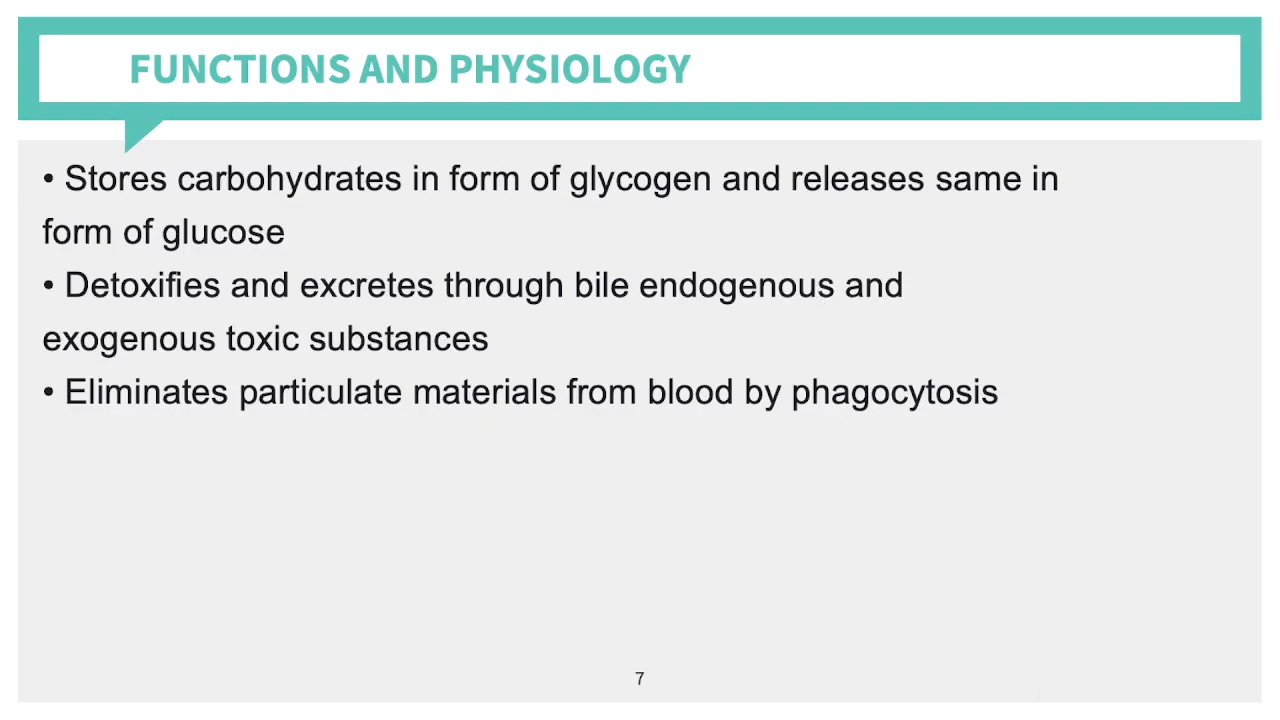 FUNCTIONS AND PHYSIOLOGY
• Stores carbohydrates in form of glycogen and releases same in
form of glucose
• Detoxifies and excretes through bile endogenous and
exogenous toxic substances
• Eliminates particulate materials from blood by phagocytosis
7